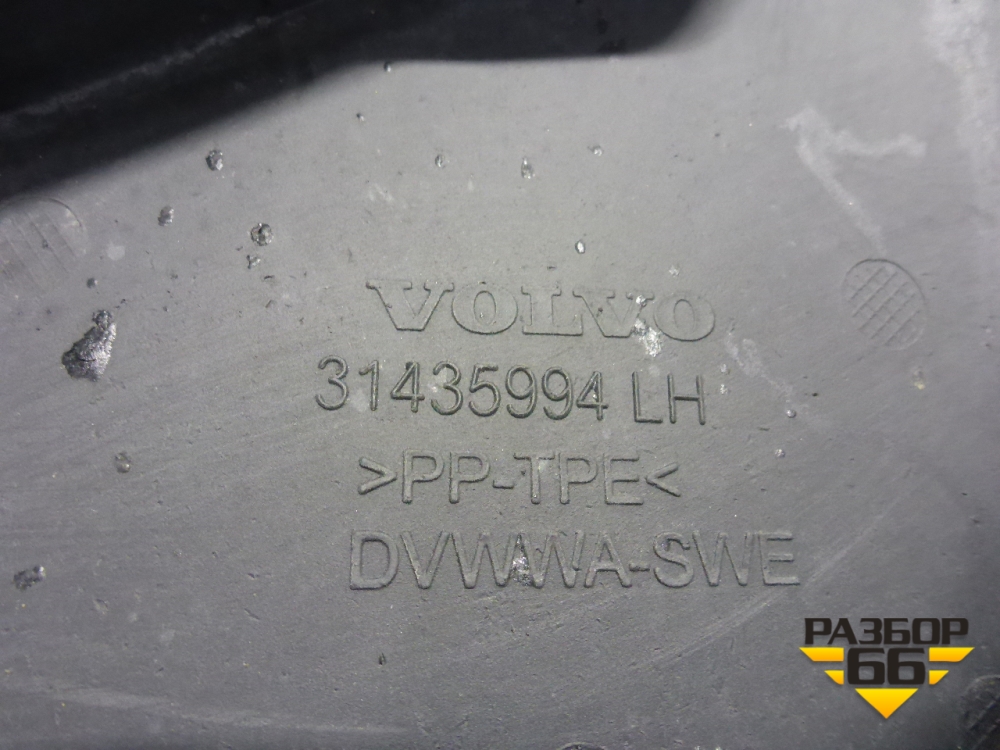 VOLVO
31435994 LH
>PP-TPE<
DVWWA-SWE
РАЗБОР
66